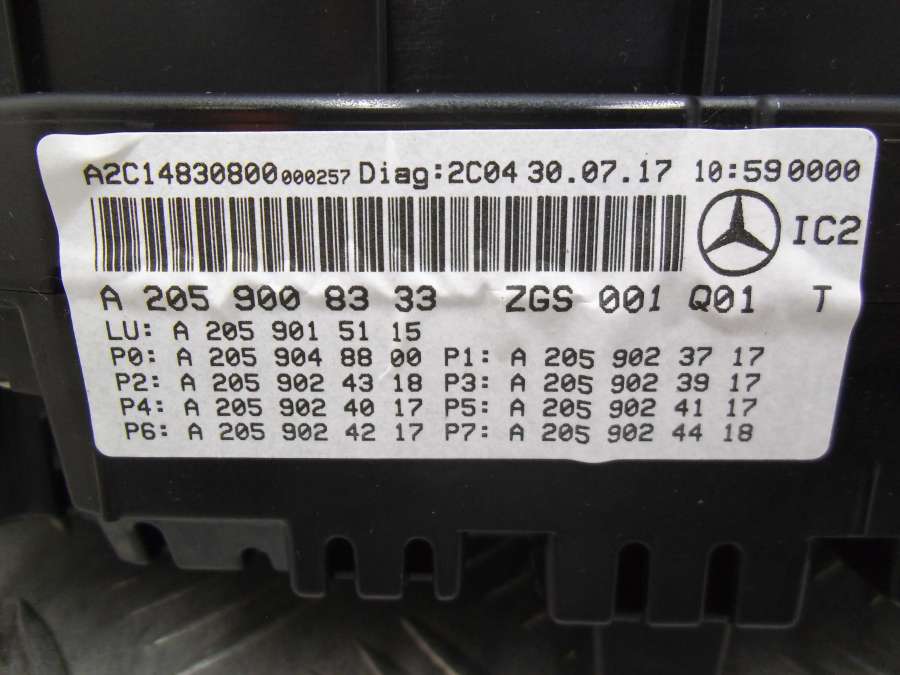 A2C14830800000257 Diag:2C04 30.07.17 10:590000
IC2
A 205 900 83 33 ZGS 001 Q01 T
LU: A 205 901 51 15
P0: A 205 904 88 00 P1: A 205 902 37 17
P2: A 205 902 43 18 P3: A 205 902 39 17
P4: A 205 902 40 17 P5: A 205 902 41 17
P6: A 205 902 42 17 P7: A 205 902 44 18